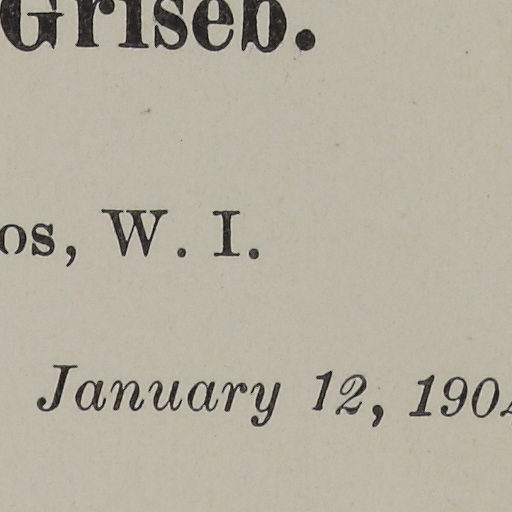 Griseb.
os, W. I.
January 12, 190